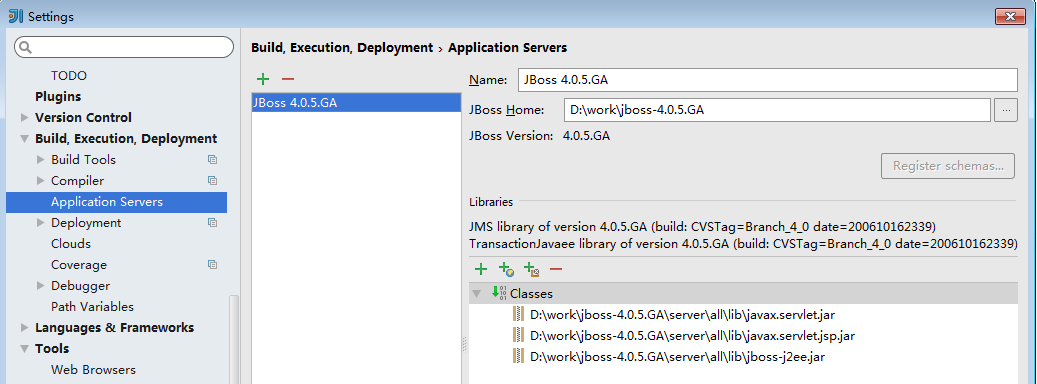 Settings
TODO
Plugins
Version Control
Build, Execution, Deployment
Build Tools
Compiler
Application Servers
Deployment
Clouds
Coverage
Debugger
Path Variables
Languages & Frameworks
Tools
Web Browsers
Build, Execution, Deployment › Application Servers
JBoss 4.0.5.GA
Name: JBoss 4.0.5.GA
JBoss Home: D:\work\jboss-4.0.5.GA ...
JBoss Version: 4.0.5.GA
Register schemas...
Libraries
JMS library of version 4.0.5.GA (build: CVSTag=Branch_4_0 date=200610162339)
TransactionJavaee library of version 4.0.5.GA (build: CVSTag=Branch_4_0 date=200610162339)
Classes
D:\work\jboss-4.0.5.GA\server\all\lib\javax.servlet.jar
D:\work\jboss-4.0.5.GA\server\all\lib\javax.servlet.jsp.jar
D:\work\jboss-4.0.5.GA\server\all\lib\jboss-j2ee.jar